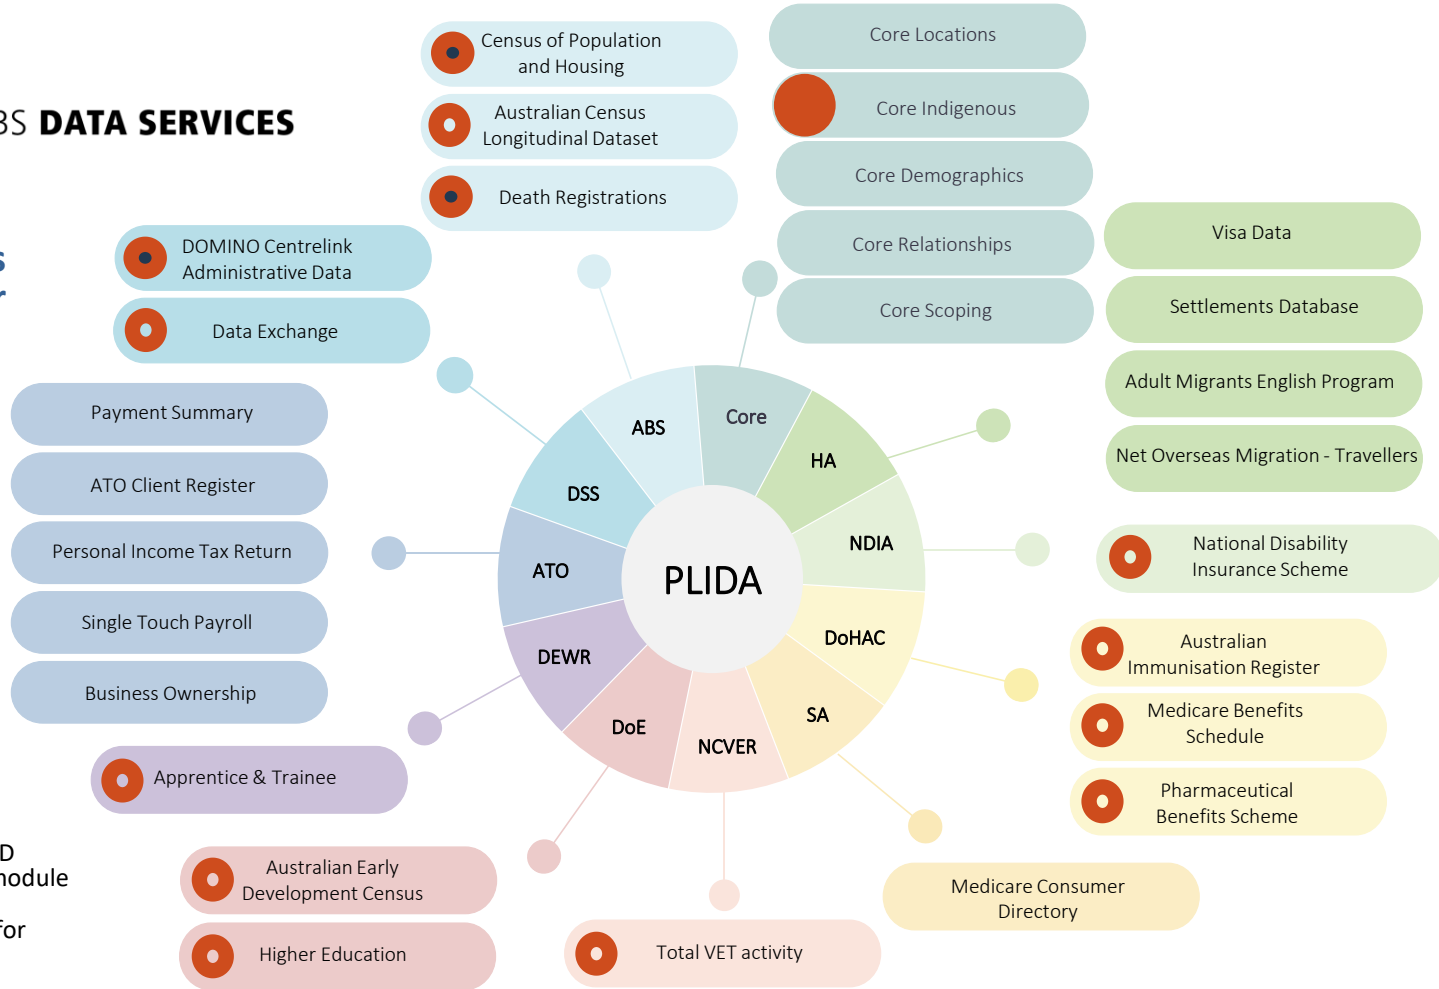 BS DATA SERVICES
s
r
Census of Population
and Housing
Australian Census
Longitudinal Dataset
Death Registrations
Core Locations
Core Indigenous
Core Demographics
Core Relationships
Core Scoping
Visa Data
Settlements Database
Adult Migrants English Program
Net Overseas Migration - Travellers
DOMINO Centrelink
Administrative Data
Data Exchange
Payment Summary
ATO Client Register
Personal Income Tax Return
Single Touch Payroll
Business Ownership
ABS
Core
HA
DSS
NDIA
ATO
PLIDA
DoHAC
DEWR
SA
DoE
NCVER
National Disability
Insurance Scheme
Australian
Immunisation Register
Medicare Benefits
Schedule
Pharmaceutical
Benefits Scheme
Apprentice & Trainee
D
module
for
Australian Early
Development Census
Higher Education
Total VET activity
Medicare Consumer
Directory